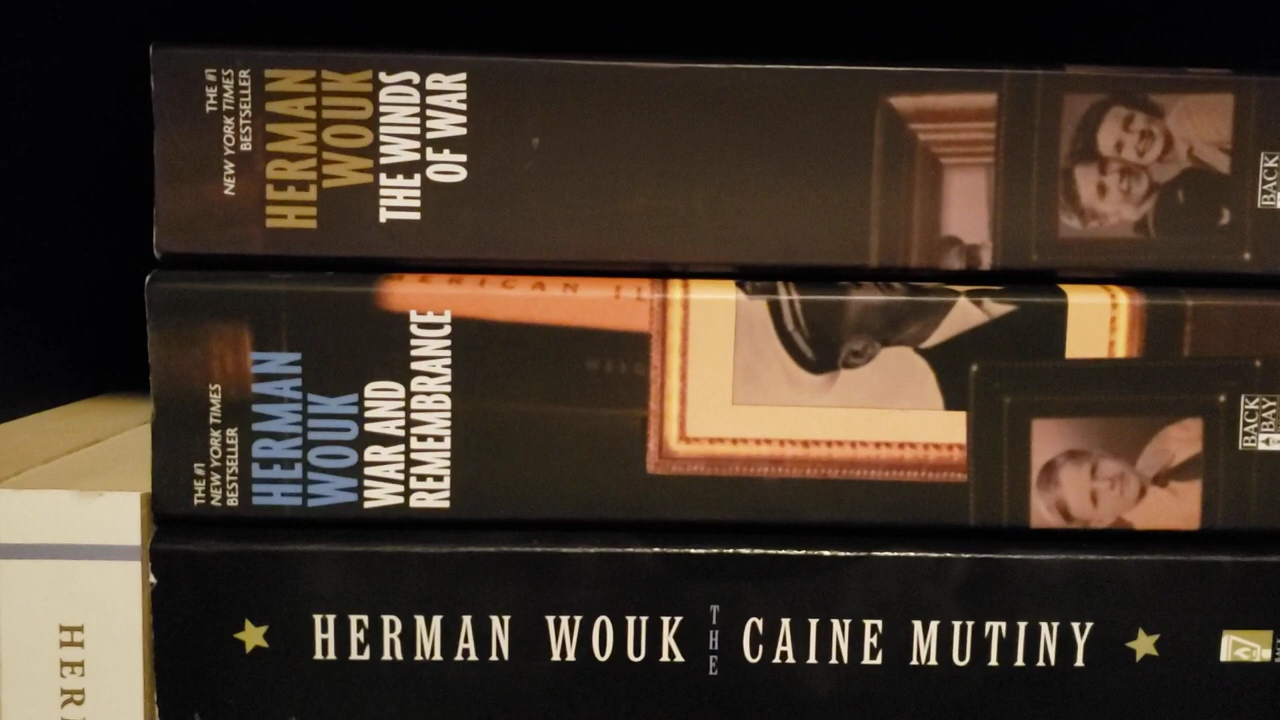 THE #1
NEW YORK TIMES
BESTSELLER
HERMAN
WOUK
THE WINDS
OF WAR
BACK
THE #1
NEW YORK TIMES
BESTSELLER
HERMAN
WOUK
WAR AND
REMEMBRANCE
BACK
BAY
HERMAN WOUK THE CAINE MUTINY